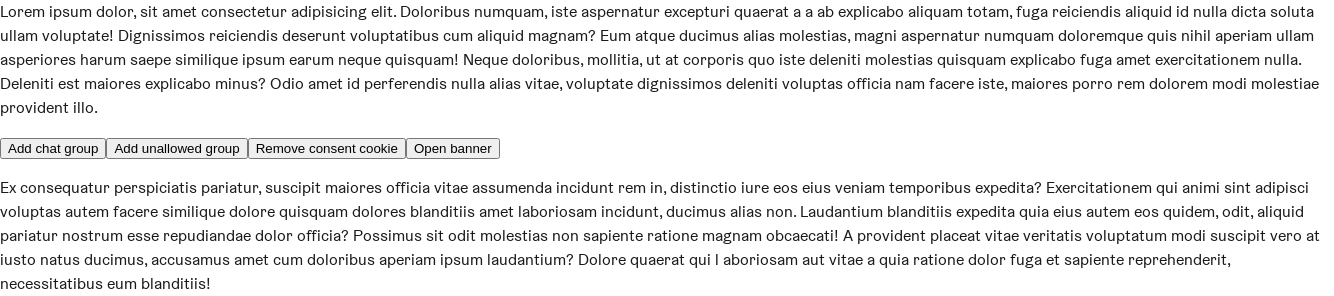 Lorem ipsum dolor, sit amet consectetur adipisicing elit. Doloribus numquam, iste aspernatur excepturi quaerat a a ab explicabo aliquam totam, fuga reiciendis aliquid id nulla dicta soluta
ullam voluptate! Dignissimos reiciendis deserunt voluptatibus cum aliquid magnam? Eum atque ducimus alias molestias, magni aspernatur numquam doloremque quis nihil aperiam ullam
asperiores harum saepe similique ipsum earum neque quisquam! Neque doloribus, mollitia, ut at corporis quo iste deleniti molestias quisquam explicabo fuga amet exercitationem nulla.
Deleniti est maiores explicabo minus? Odio amet id perferendis nulla alias vitae, voluptate dignissimos deleniti voluptas officia nam facere iste, maiores porro rem dolorem modi molestiae
provident illo.
Add chat group Add unallowed group Remove consent cookie Open banner
Ex consequatur perspiciatis pariatur, suscipit maiores officia vitae assumenda incidunt rem in, distinctio iure eos eius veniam temporibus expedita? Exercitationem qui animi sint adipisci
voluptas autem facere similique dolore quisquam dolores blanditiis amet laboriosam incidunt, ducimus alias non. Laudantium blanditiis expedita quia eius autem eos quidem, odit, aliquid
pariatur nostrum esse repudiandae dolor officia? Possimus sit odit molestias non sapiente ratione magnam obcaecati! A provident placeat vitae veritatis voluptatum modi suscipit vero at
iusto natus ducimus, accusamus amet cum doloribus aperiam ipsum laudantium? Dolore quaerat qui l aboriosam aut vitae a quia ratione dolor fuga et sapiente reprehenderit,
necessitatibus eum blanditiis!